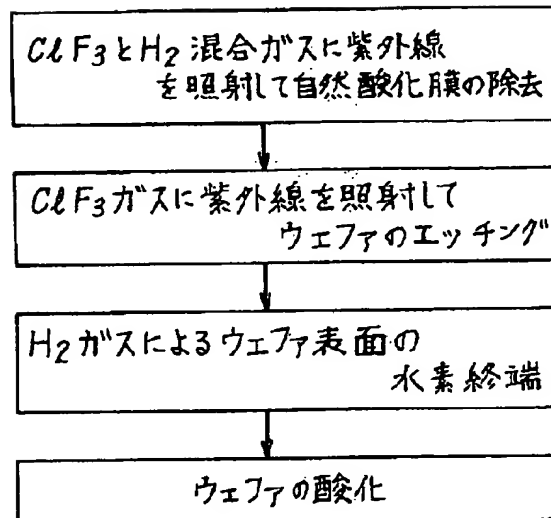 ClF3とH2混合ガスに紫外線
を照射して自然酸化膜の除去
ClF3ガスに紫外線を照射して
ウェファのエッチング
H2ガスによるウェファ表面の
水素終端
ウェファの酸化